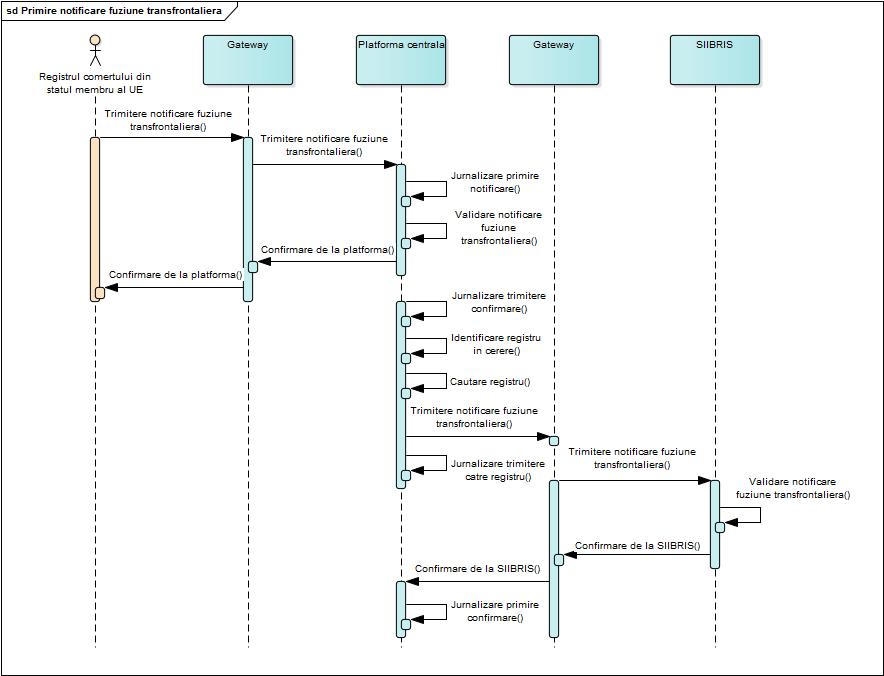 sd Primire notificare fuziune transfrontaliera
Gateway
Platforma centrala
Gateway
SIIBRIS
Registrul comertului din
statul membru al UE
Trimitere notificare fuziune
transfrontaliera()
Trimitere notificare fuziune
transfrontaliera()
Jurnalizare primire
notificare()
Validare notificare
fuziune
transfrontaliera()
Confirmare de la platforma()
Confirmare de la platforma()
Jurnalizare trimitere
confirmare()
Identificare registru
in cerere()
Cautare registru()
Trimitere notificare fuziune
transfrontaliera()
Trimitere notificare fuziune
transfrontaliera()
Jurnalizare trimitere
catre registru()
Validare notificare
fuziune transfrontaliera()
Confirmare de la SIIBRIS()
Confirmare de la SIIBRIS()
Jurnalizare primire
confirmare()